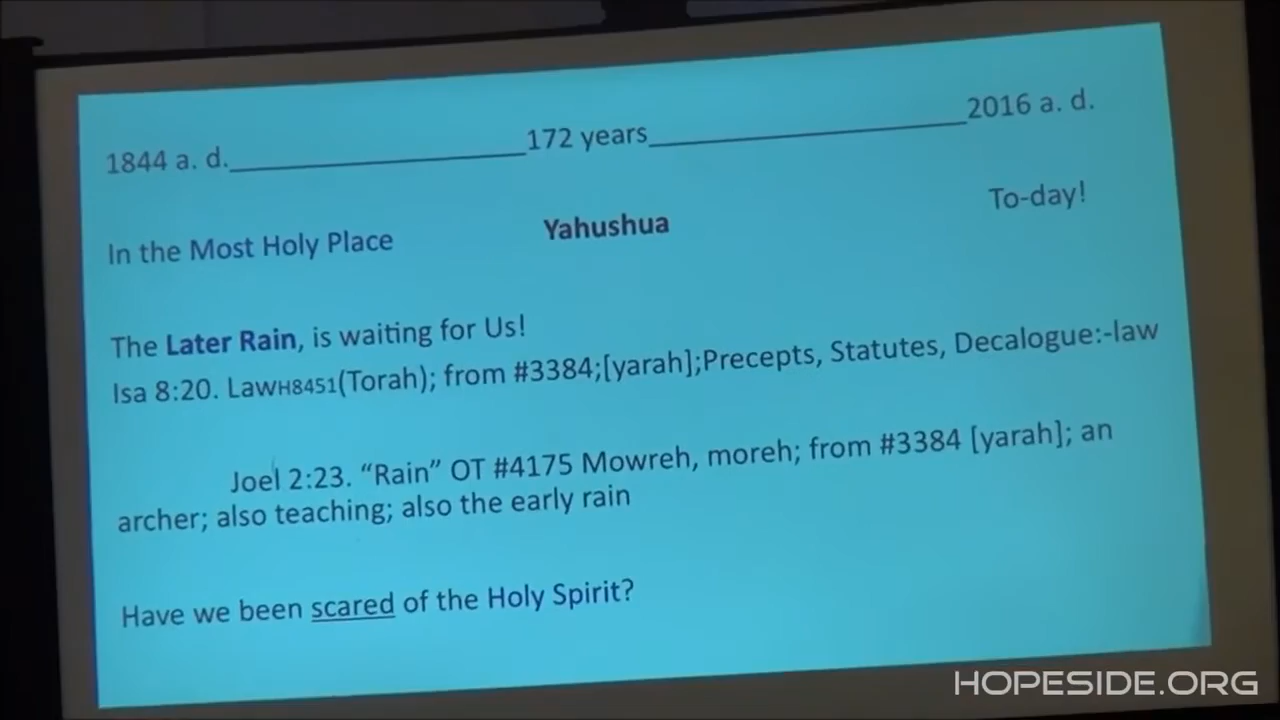 1844 a. d.____________________172 years______________________2016 a. d.
In the Most Holy Place Yahushua To-day!
The Later Rain, is waiting for Us!
Isa 8:20. LawH8451(Torah); from #3384;[yarah];Precepts, Statutes, Decalogue:-law
Joel 2:23. “Rain” OT #4175 Mowreh, moreh; from #3384 [yarah]; an
archer; also teaching; also the early rain
Have we been scared of the Holy Spirit?
HOPESIDE.ORG